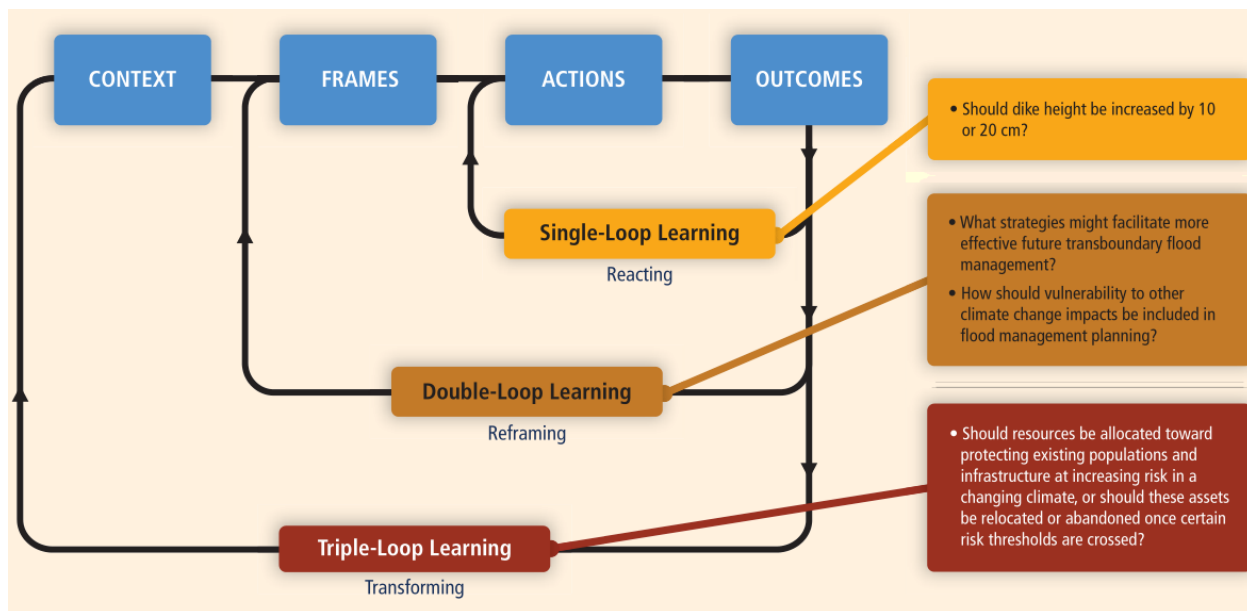 CONTEXT
FRAMES
ACTIONS
OUTCOMES
• Should dike height be increased by 10
or 20 cm?
Single-Loop Learning
Reacting
• What strategies might facilitate more
effective future transboundary flood
management?
• How should vulnerability to other
climate change impacts be included in
flood management planning?
Double-Loop Learning
Reframing
• Should resources be allocated toward
protecting existing populations and
infrastructure at increasing risk in a
changing climate, or should these assets
be relocated or abandoned once certain
risk thresholds are crossed?
Triple-Loop Learning
Transforming